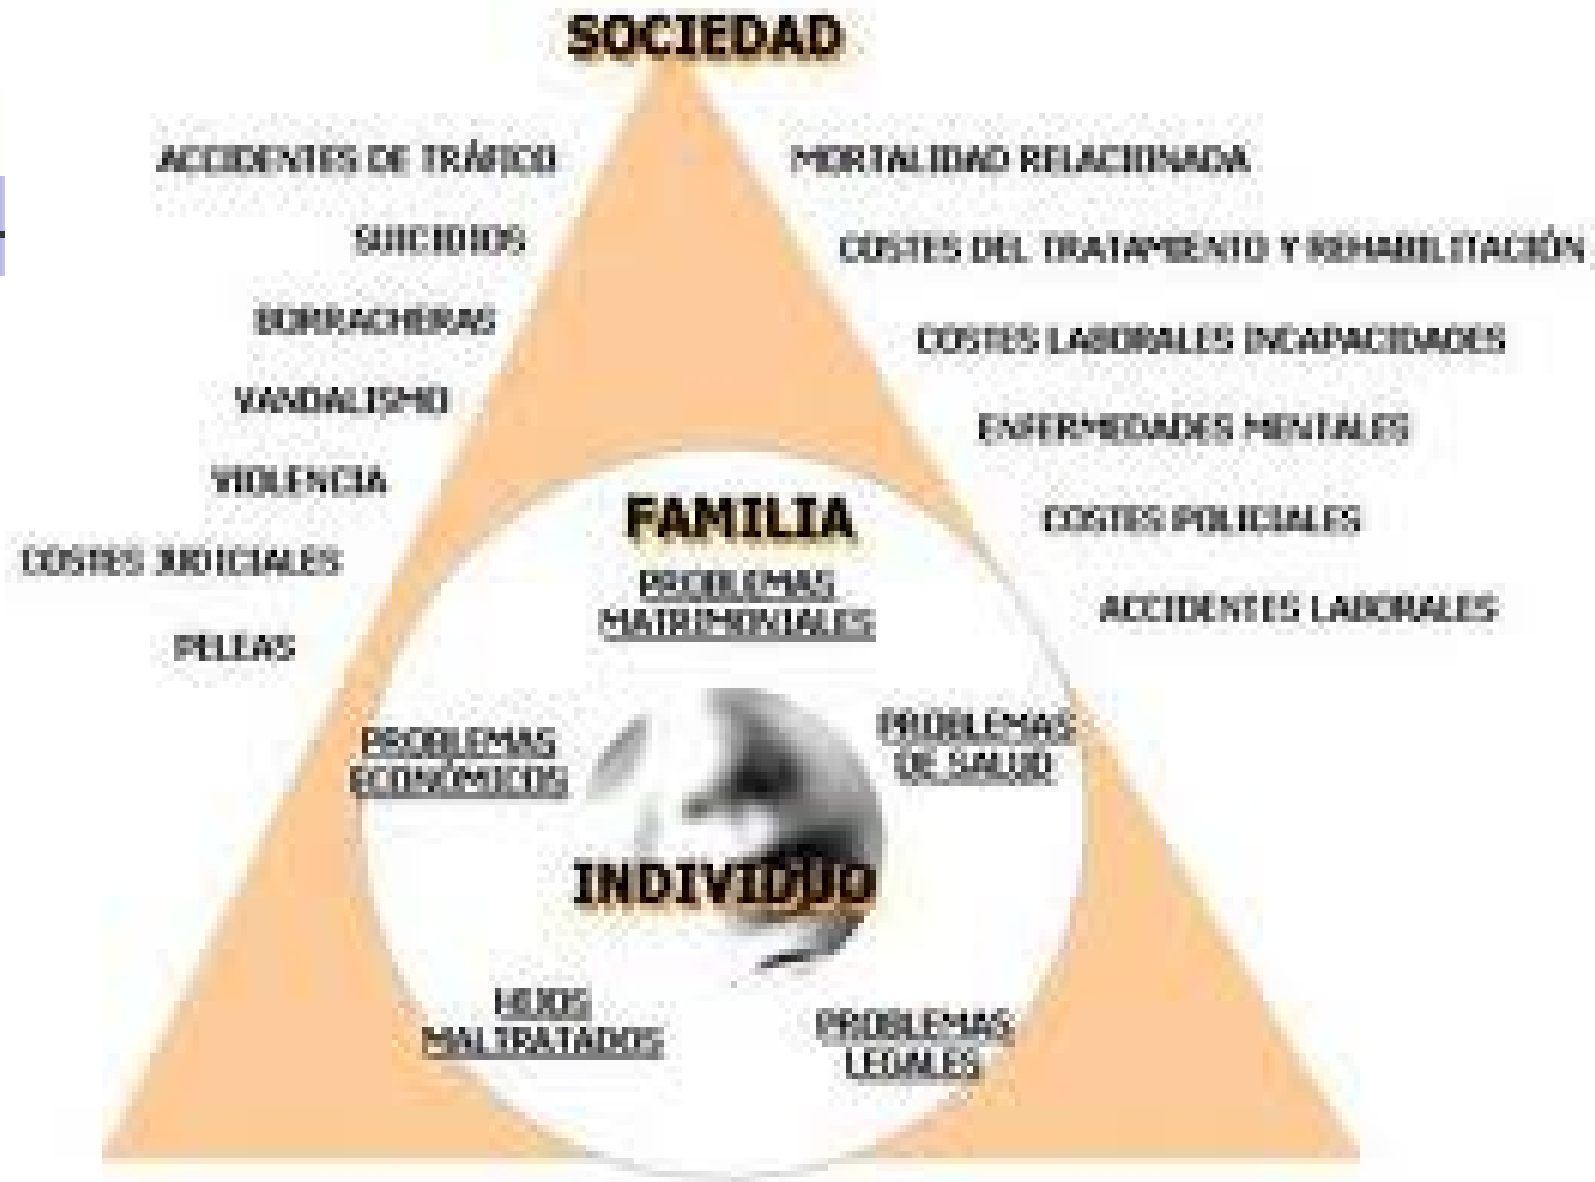 SOCIEDAD
ACCIDENTES DE TRÁFICO
SUICIDIOS
BORRACHERAS
VANDALISMO
VIOLENCIA
COSTES JUDICIALES
PELEAS
MORTALIDAD RELACIONADA
COSTES DEL TRATAMIENTO Y REHABILITACIÓN
COSTES LABORALES INCAPACIDADES
ENFERMEDADES MENTALES
COSTES POLICIALES
ACCIDENTES LABORALES
FAMILIA
PROBLEMAS
MATRIMONIALES
PROBLEMAS
ECONÓMICOS
PROBLEMAS
DE SALUD
INDIVIDUO
HIJOS
MALTRATADOS
PROBLEMAS
LEGALES